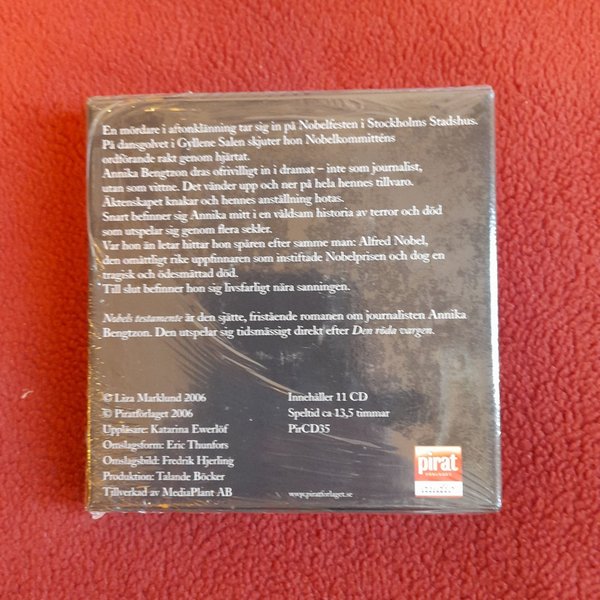 En mördare i aftonklänning tar sig in på Nobelfesten i Stockholms Stadshus.
På dansgolvet i Gyllene Salen skjuter hon Nobelkommitténs
ordförande rakt genom hjärtat.
Annika Bengtzon dras ofrivilligt in i dramat – inte som journalist,
utan som vittne. Det vänder upp och ner på hela hennes tillvaro.
Äktenskapet knakar och hennes anställning hotas.
Snart befinner sig Annika mitt i en våldsam historia av terror och död
som utspelar sig genom flera sekler.
Var hon än letar hittar hon spåren efter samme man: Alfred Nobel,
den omättligt rike uppfinnaren som instiftade Nobelprisen och dog en
tragisk och ödesmättad död.
Till slut befinner hon sig livsfarligt nära sanningen.
Nobels testamente är den sjätte, fristående romanen om journalisten Annika
Bengtzon. Den utspelar sig tidsmässigt direkt efter Den röda vargen.
© Liza Marklund 2006
© Piratförlaget 2006
Uppläsare: Katarina Ewerlöf
Omslagsform: Eric Thunfors
Omslagsbild: Fredrik Hjerling
Produktion: Talande Böcker
Tillverkad av MediaPlant AB
Innehåller 11 CD
Speltid ca 13,5 timmar
PirCD35
www.piratforlaget.se
pirat